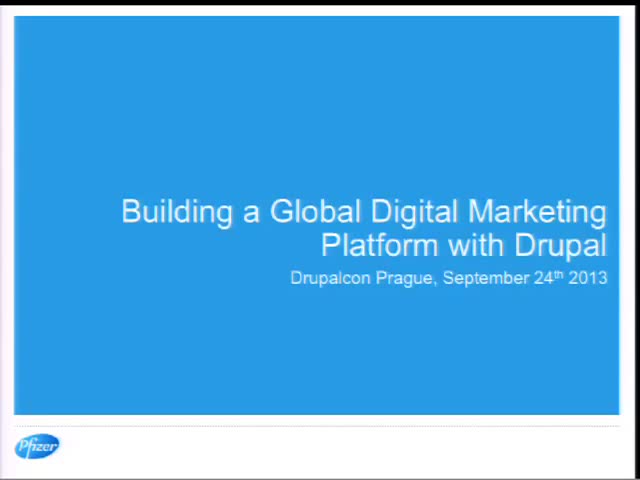 Building a Global Digital Marketing
Platform with Drupal
Drupalcon Prague, September 24th 2013
Pfizer